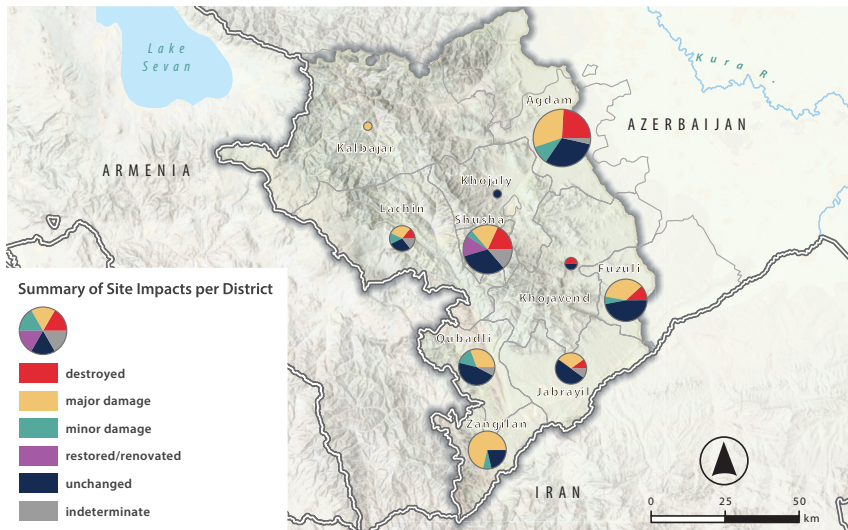 Lake
Sevan
Kura R.
Agdam
AZERBAIJAN
Kalbajar
ARMENIA
Khojaly
Lachin
Shusha
Fuzuli
Khojavend
Qubadli
Jabrayil
Zangilan
IRAN
Summary of Site Impacts per District
destroyed
major damage
minor damage
restored/renovated
unchanged
indeterminate
0 25 50
km